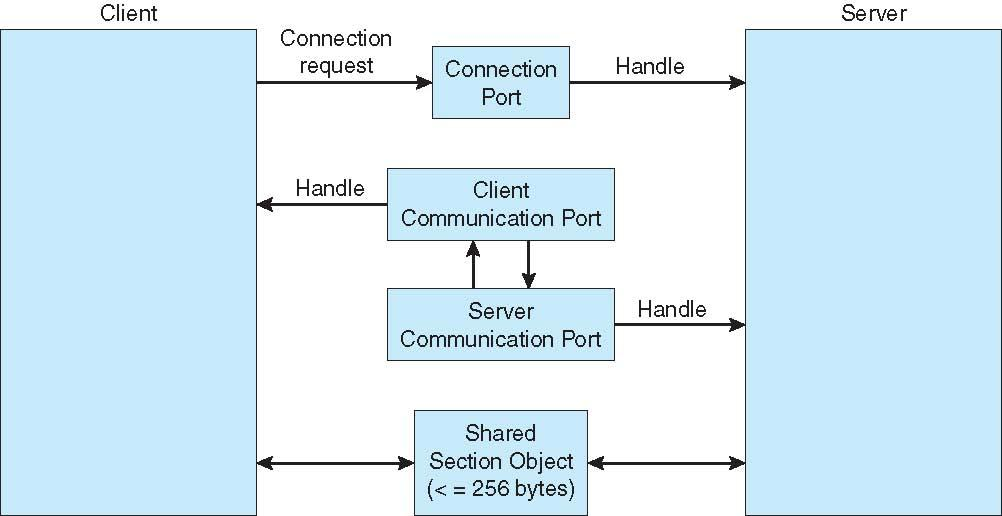 Client
Server
Connection
request
Connection
Port
Handle
Handle
Client
Communication Port
Server
Communication Port
Handle
Shared
Section Object
(< = 256 bytes)